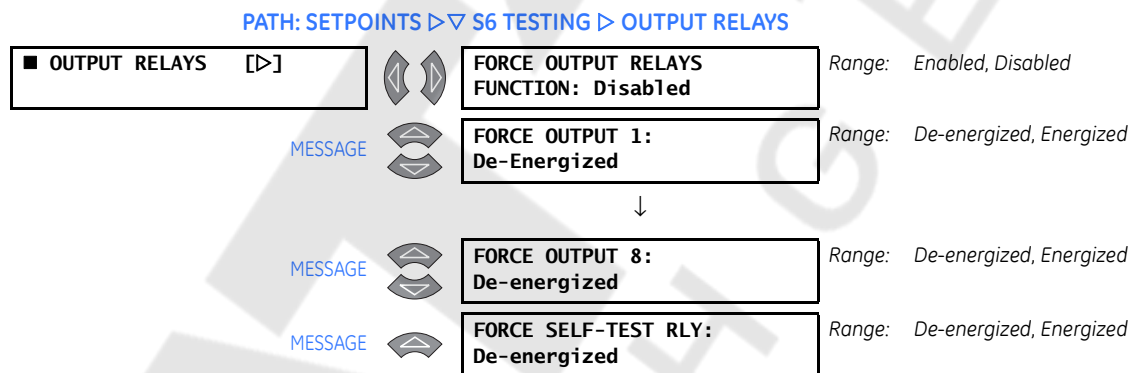 PATH: SETPOINTS ▷▽ S6 TESTING ▷ OUTPUT RELAYS
■ OUTPUT RELAYS [▷]
FORCE OUTPUT RELAYS
FUNCTION: Disabled
Range: Enabled, Disabled
MESSAGE
FORCE OUTPUT 1:
De-Energized
Range: De-energized, Energized
↓
MESSAGE
FORCE OUTPUT 8:
De-energized
Range: De-energized, Energized
MESSAGE
FORCE SELF-TEST RLY:
De-energized
Range: De-energized, Energized